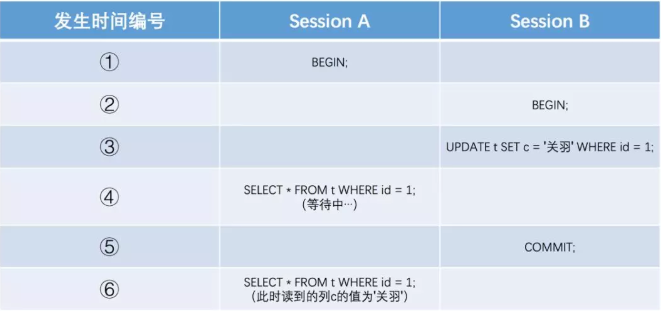 发生时间编号 Session A Session B
① BEGIN;
② BEGIN;
③ UPDATE t SET c = '关羽' WHERE id = 1;
④ SELECT * FROM t WHERE id = 1;
(等待中…)
⑤ COMMIT;
⑥ SELECT * FROM t WHERE id = 1;
(此时读到的列c的值为'关羽')